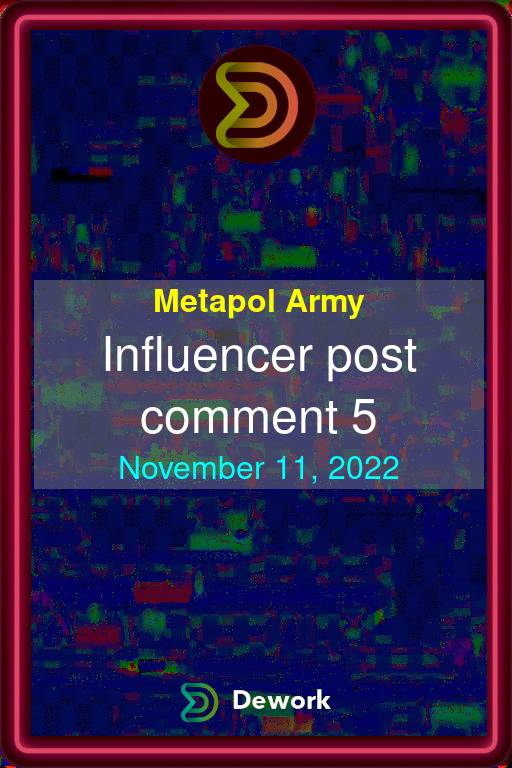 Metapol Army
Influencer post
comment 5
November 11, 2022
Dework